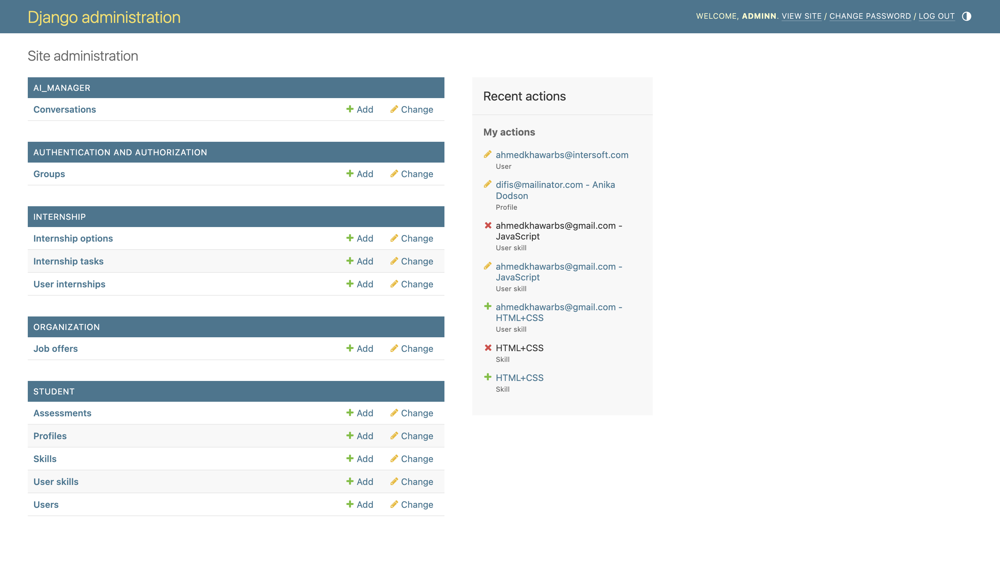 Django administration
WELCOME, ADMINN. VIEW SITE / CHANGE PASSWORD / LOG OUT
Site administration
AI_MANAGER
Conversations Add Change
AUTHENTICATION AND AUTHORIZATION
Groups Add Change
INTERNSHIP
Internship options Add Change
Internship tasks Add Change
User internships Add Change
ORGANIZATION
Job offers Add Change
STUDENT
Assessments Add Change
Profiles Add Change
Skills Add Change
User skills Add Change
Users Add Change
Recent actions
My actions
ahmedkhawarbs@intersoft.com
User
difis@mailinator.com - Anika
Dodson
Profile
ahmedkhawarbs@gmail.com -
JavaScript
User skill
ahmedkhawarbs@gmail.com -
JavaScript
User skill
ahmedkhawarbs@gmail.com -
HTML+CSS
User skill
HTML+CSS
Skill
HTML+CSS
Skill